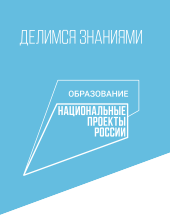 ДЕЛИМСЯ ЗНАНИЯМИ
ОБРАЗОВАНИЕ
НАЦИОНАЛЬНЫЕ
ПРОЕКТЫ
РОССИИ